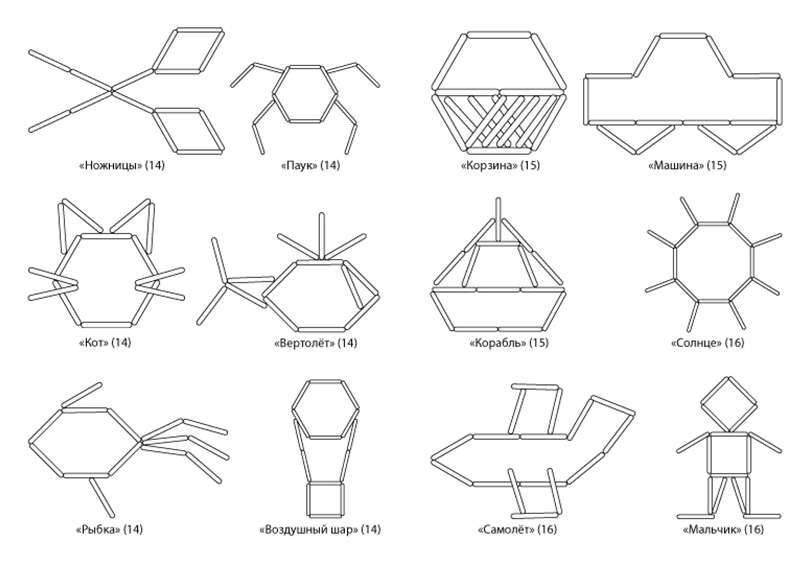 «Ножницы» (14)
«Паук» (14)
«Корзина» (15)
«Машина» (15)
«Кот» (14)
«Вертолёт» (14)
«Корабль» (15)
«Солнце» (16)
«Рыбка» (14)
«Воздушный шар» (14)
«Самолёт» (16)
«Мальчик» (16)